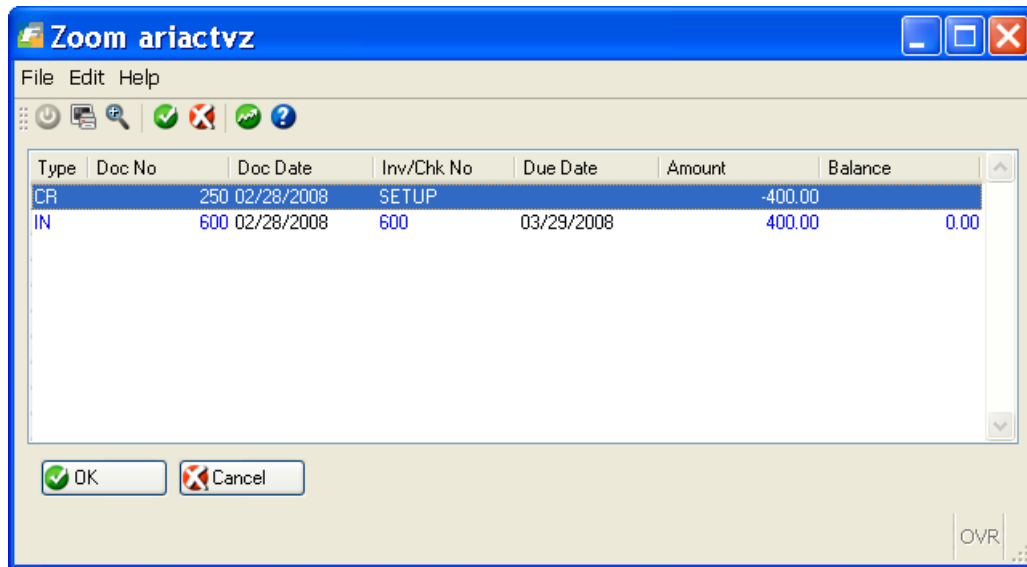 Zoom ariactvz
File Edit Help
Type Doc No Doc Date Inv/Chk No Due Date Amount Balance
CR 250 02/28/2008 SETUP -400.00
IN 600 02/28/2008 600 03/29/2008 400.00 0.00
OK Cancel
OVR